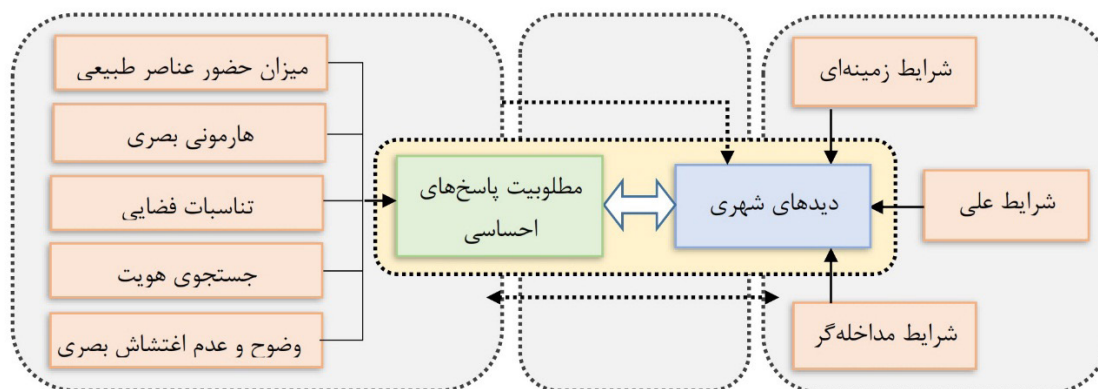 شرایط زمینه‌ای
شرایط علی
شرایط مداخله‌گر
دیدهای شهری
مطلوبیت پاسخ‌های
احساسی
میزان حضور عناصر طبیعی
هارمونی بصری
تناسبات فضایی
جستجوی هویت
وضوح و عدم اغتشاش بصری